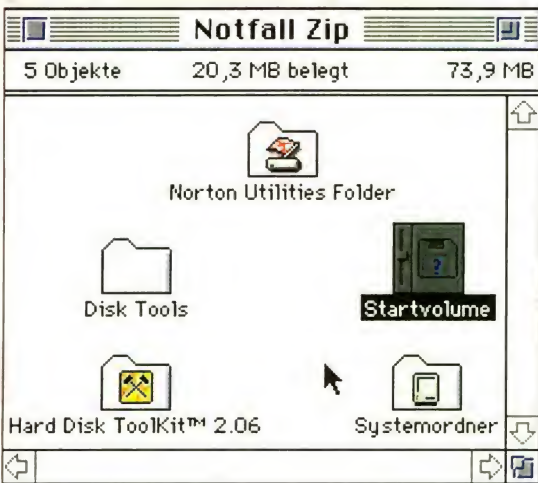 Notfall Zip
5 Objekte 20,3 MB belegt 73,9 MB
Norton Utilities Folder
Disk Tools
Startvolume
?
Hard Disk ToolKit™ 2.06
Systemordner